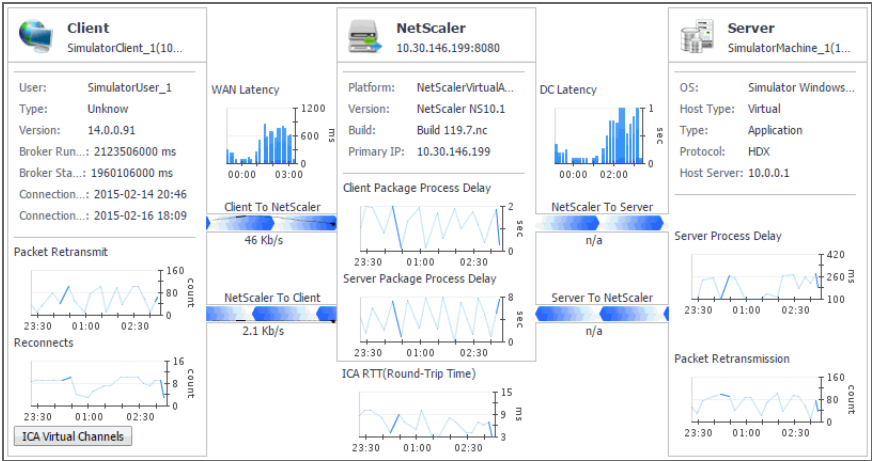 Client
SimulatorClient_1(10...
User: SimulatorUser_1
Type: Unknow
Version: 14.0.0.91
Broker Run...: 2123506000 ms
Broker Sta...: 1960106000 ms
Connection...: 2015-02-14 20:46
Connection...: 2015-02-16 18:09
Packet Retransmit
160
80
0
count
23:30 01:00 02:30
Reconnects
16
8
0
count
23:30 01:00 02:30
ICA Virtual Channels
WAN Latency
1200
600
0
ms
00:00 03:00
Client To NetScaler
46 Kb/s
NetScaler To Client
2.1 Kb/s
NetScaler
10.30.146.199:8080
Platform: NetScalerVirtualA...
Version: NetScaler NS10.1
Build: Build 119.7.nc
Primary IP: 10.30.146.199
Client Package Process Delay
2
0
sec
Server Package Process Delay
8
0
sec
23:30 01:00 02:30
ICA RTT(Round-Trip Time)
15
9
3
ms
23:30 01:00 02:30
DC Latency
1
0
sec
00:00 02:00
NetScaler To Server
n/a
Server To NetScaler
n/a
Server
SimulatorMachine_1(1...
OS: Simulator Windows...
Host Type: Virtual
Type: Application
Protocol: HDX
Host Server: 10.0.0.1
Server Process Delay
420
260
100
ms
23:30 01:00 02:30
Packet Retransmission
160
80
0
count
23:30 01:00 02:30